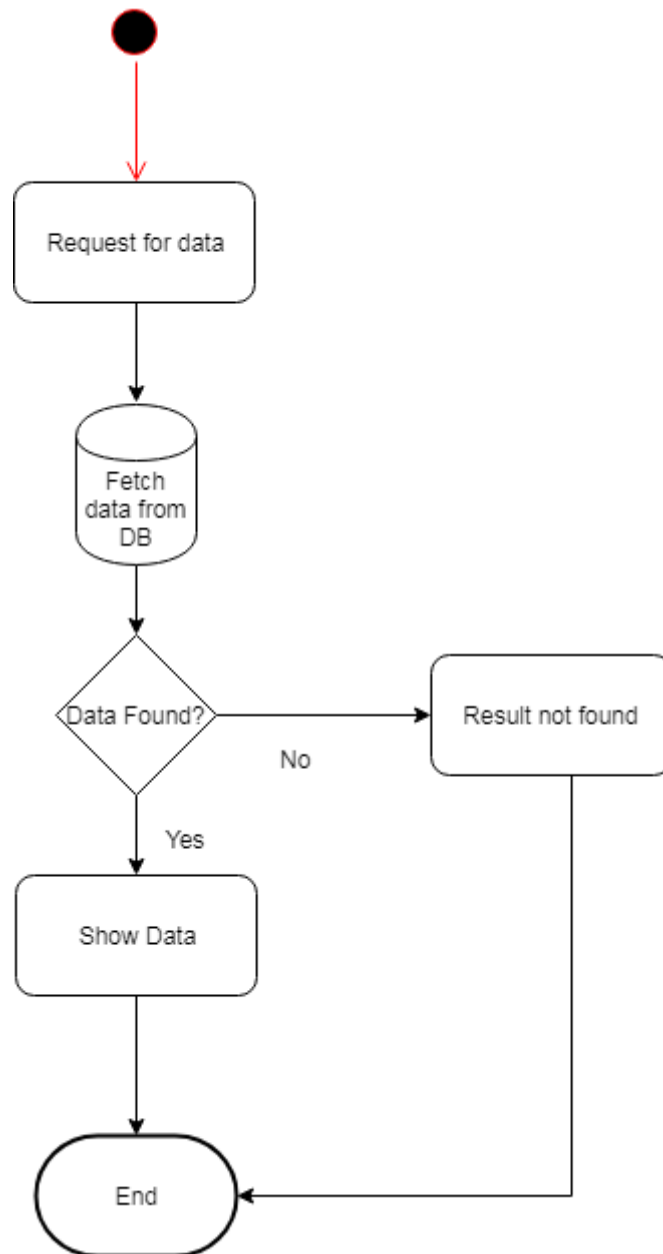 Request for data
Fetch
data from
DB
Data Found?
Result not found
No
Yes
Show Data
End